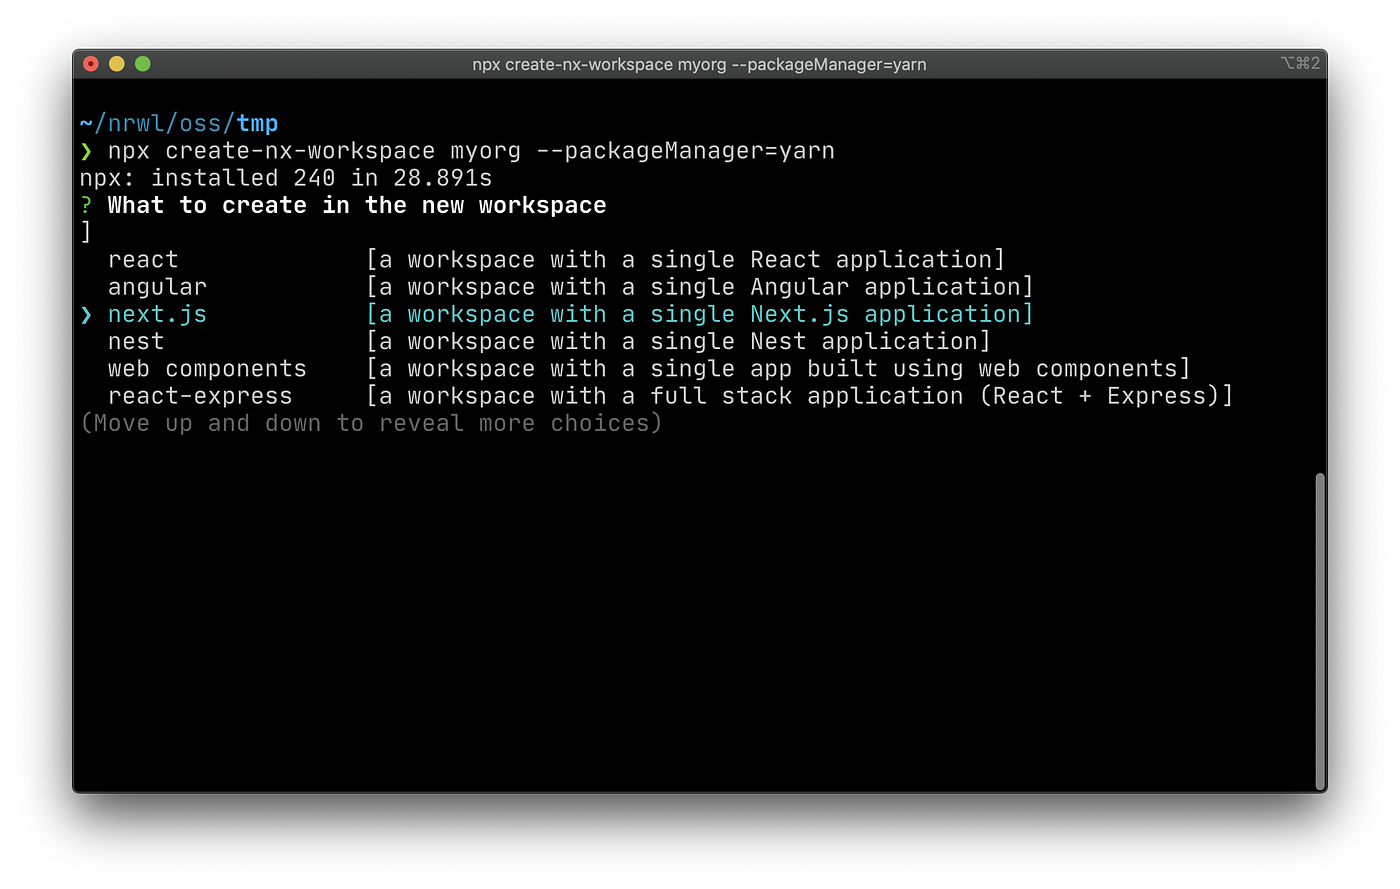 npx create-nx-workspace myorg --packageManager=yarn ⌥⌘2
~/nrwl/oss/tmp
❯ npx create-nx-workspace myorg --packageManager=yarn
npx: installed 240 in 28.891s
? What to create in the new workspace
]
react [a workspace with a single React application]
angular [a workspace with a single Angular application]
❯ next.js [a workspace with a single Next.js application]
nest [a workspace with a single Nest application]
web components [a workspace with a single app built using web components]
react-express [a workspace with a full stack application (React + Express)]
(Move up and down to reveal more choices)